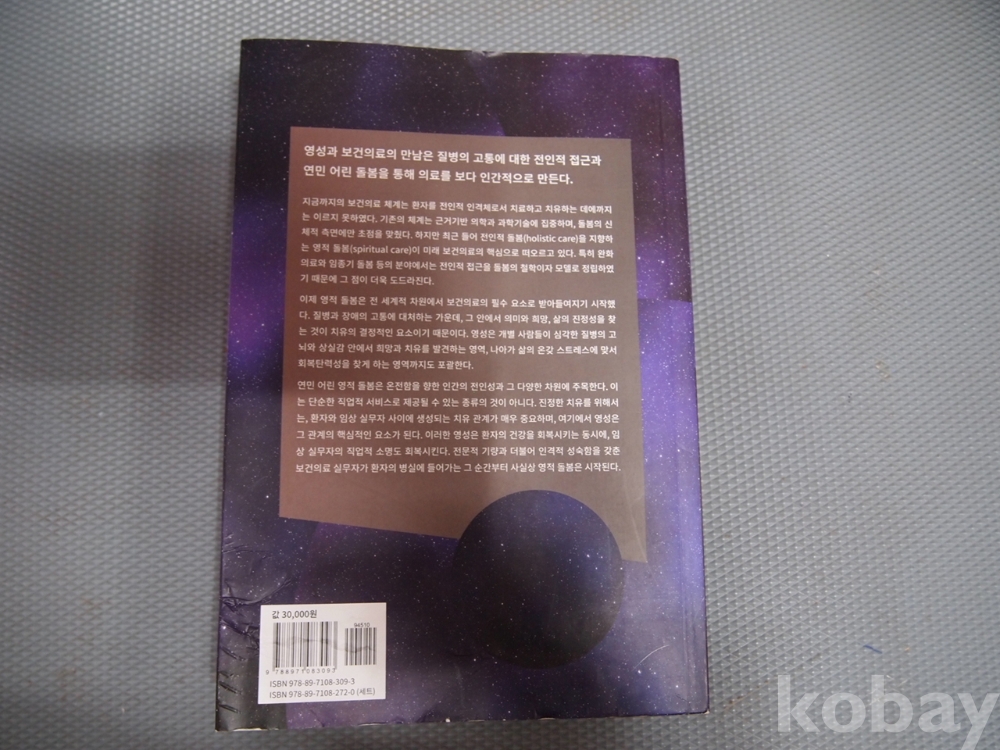 영성과 보건의료의 만남은 질병의 고통에 대한 전인적 접근과
연민 어린 돌봄을 통해 의료를 보다 인간적으로 만든다.
지금까지의 보건의료 체계는 환자를 전인적 인격체로서 치료하고 치유하는 데에까지
는 이르지 못하였다. 기존의 체계는 근거기반 의학과 과학기술에 집중하며, 돌봄의 신
체적 측면에만 초점을 맞췄다. 하지만 최근 들어 전인적 돌봄(holistic care)을 지향하
는 영적 돌봄(spiritual care)이 미래 보건의료의 핵심으로 떠오르고 있다. 특히 완화
의료와 임종기 돌봄 등의 분야에서는 전인적 접근을 돌봄의 철학이자 모델로 정립하였
기 때문에 그 점이 더욱 도드라진다.
이제 영적 돌봄은 전 세계적 차원에서 보건의료의 필수 요소로 받아들여지기 시작했
다. 질병과 장애의 고통에 대처하는 가운데, 그 안에서 의미와 희망, 삶의 진정성을 찾
는 것이 치유의 결정적인 요소이기 때문이다. 영성은 개별 사람들이 심각한 질병의 고
뇌와 상실감 안에서 희망과 치유를 발견하는 영역, 나아가 삶의 온갖 스트레스에 맞서
회복탄력성을 찾게 하는 영역까지도 포괄한다.
연민 어린 영적 돌봄은 온전함을 향한 인간의 전인성과 그 다양한 차원에 주목한다. 이
는 단순한 직업적 서비스로 제공될 수 있는 종류의 것이 아니다. 진정한 치유를 위해서
는, 환자와 임상 실무자 사이에 생성되는 치유 관계가 매우 중요하며, 여기에서 영성은
그 관계의 핵심적인 요소가 된다. 이러한 영성은 환자의 건강을 회복시키는 동시에, 임
상 실무자의 직업적 소명도 회복시킨다. 전문적 기량과 더불어 인격적 성숙함을 갖춘
보건의료 실무자가 환자의 병실에 들어가는 그 순간부터 사실상 영적 돌봄은 시작된다.
값 30,000원
94510
9 788971 083093
ISBN 978-89-7108-309-3
ISBN 978-89-7108-272-0 (세트)
kobay